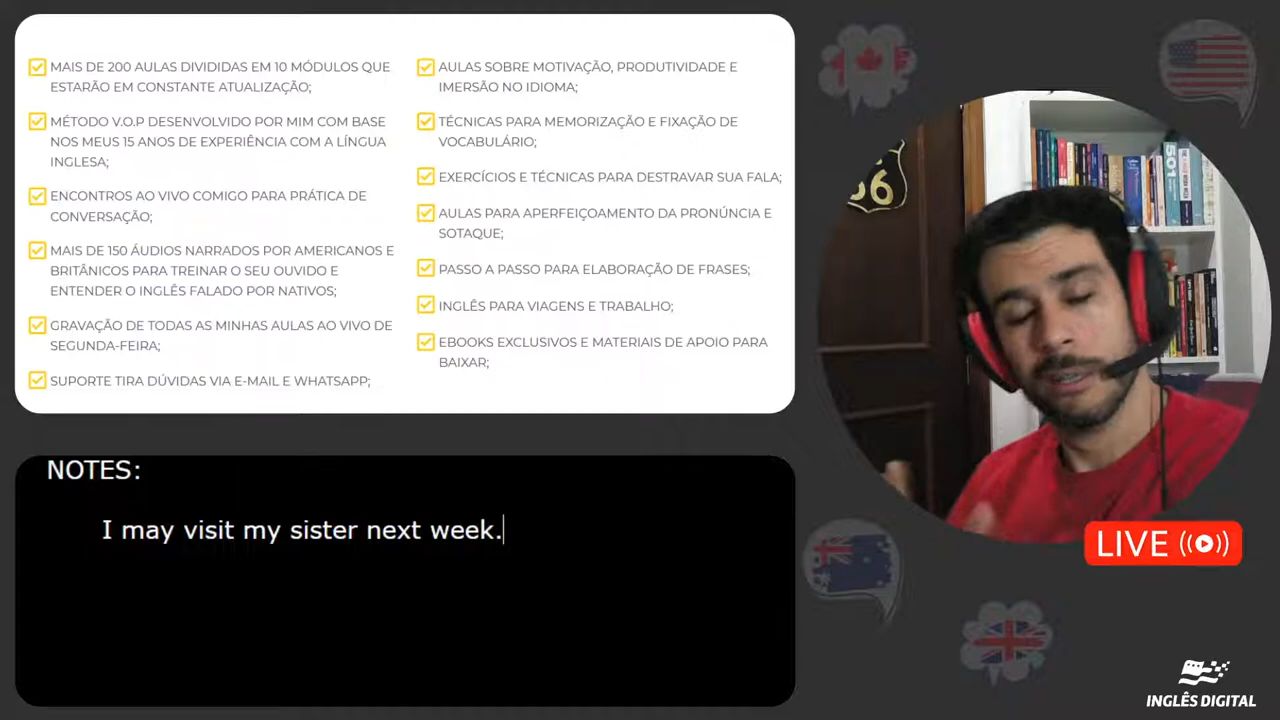 MAIS DE 200 AULAS DIVIDIDAS EM 10 MÓDULOS QUE
ESTARÃO EM CONSTANTE ATUALIZAÇÃO;
MÉTODO V.O.P DESENVOLVIDO POR MIM COM BASE
NOS MEUS 15 ANOS DE EXPERIÊNCIA COM A LÍNGUA
INGLESA;
ENCONTROS AO VIVO COMIGO PARA PRÁTICA DE
CONVERSAÇÃO;
MAIS DE 150 ÁUDIOS NARRADOS POR AMERICANOS E
BRITÂNICOS PARA TREINAR O SEU OUVIDO E
ENTENDER O INGLÊS FALADO POR NATIVOS;
GRAVAÇÃO DE TODAS AS MINHAS AULAS AO VIVO DE
SEGUNDA-FEIRA;
SUPORTE TIRA DÚVIDAS VIA E-MAIL E WHATSAPP;
AULAS SOBRE MOTIVAÇÃO, PRODUTIVIDADE E
IMERSÃO NO IDIOMA;
TÉCNICAS PARA MEMORIZAÇÃO E FIXAÇÃO DE
VOCABULÁRIO;
EXERCÍCIOS E TÉCNICAS PARA DESTRAVAR SUA FALA;
AULAS PARA APERFEIÇOAMENTO DA PRONÚNCIA E
SOTAQUE;
PASSO A PASSO PARA ELABORAÇÃO DE FRASES;
INGLÊS PARA VIAGENS E TRABALHO;
EBOOKS EXCLUSIVOS E MATERIAIS DE APOIO PARA
BAIXAR;
66
501
NOTES:
I may visit my sister next week.
LIVE
INGLÊS DIGITAL